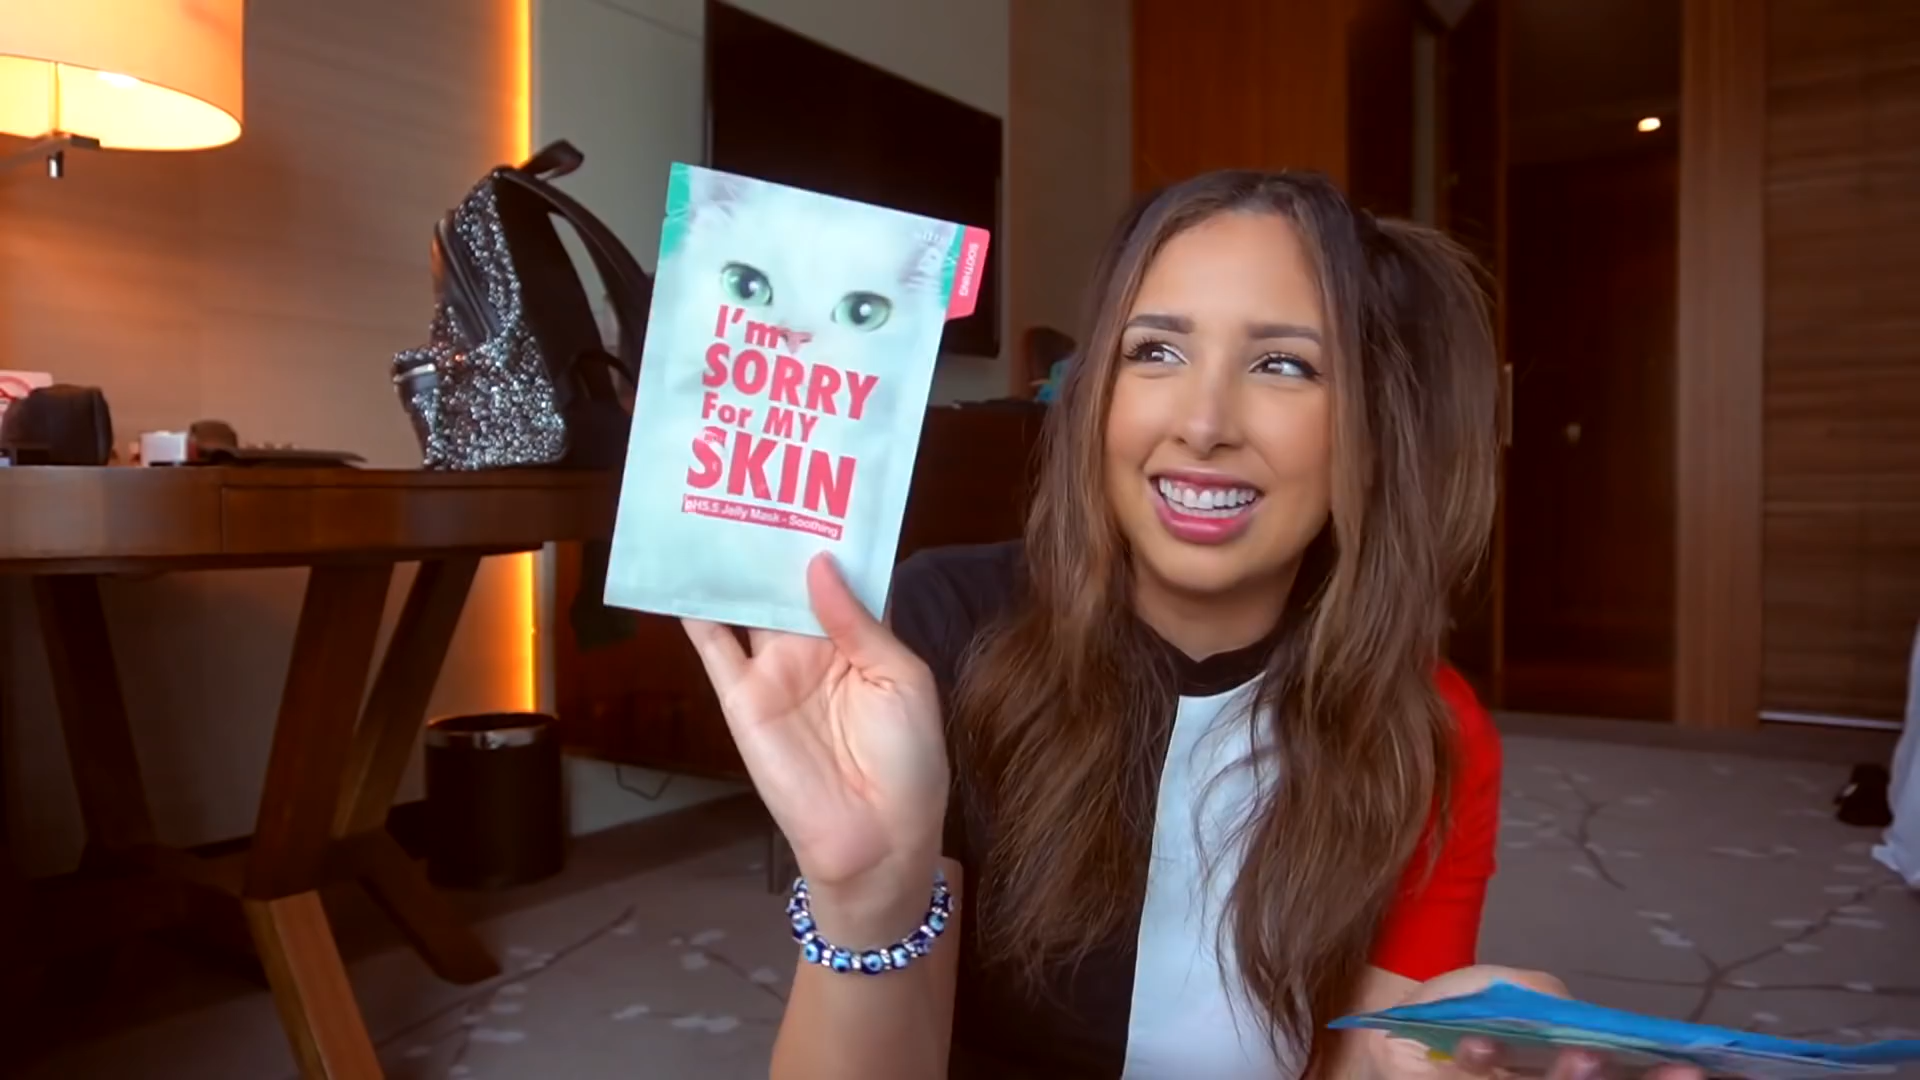 I'm
SORRY
For MY
SKIN
pH5.5 Jelly Mask - Soothing
SOOTHING